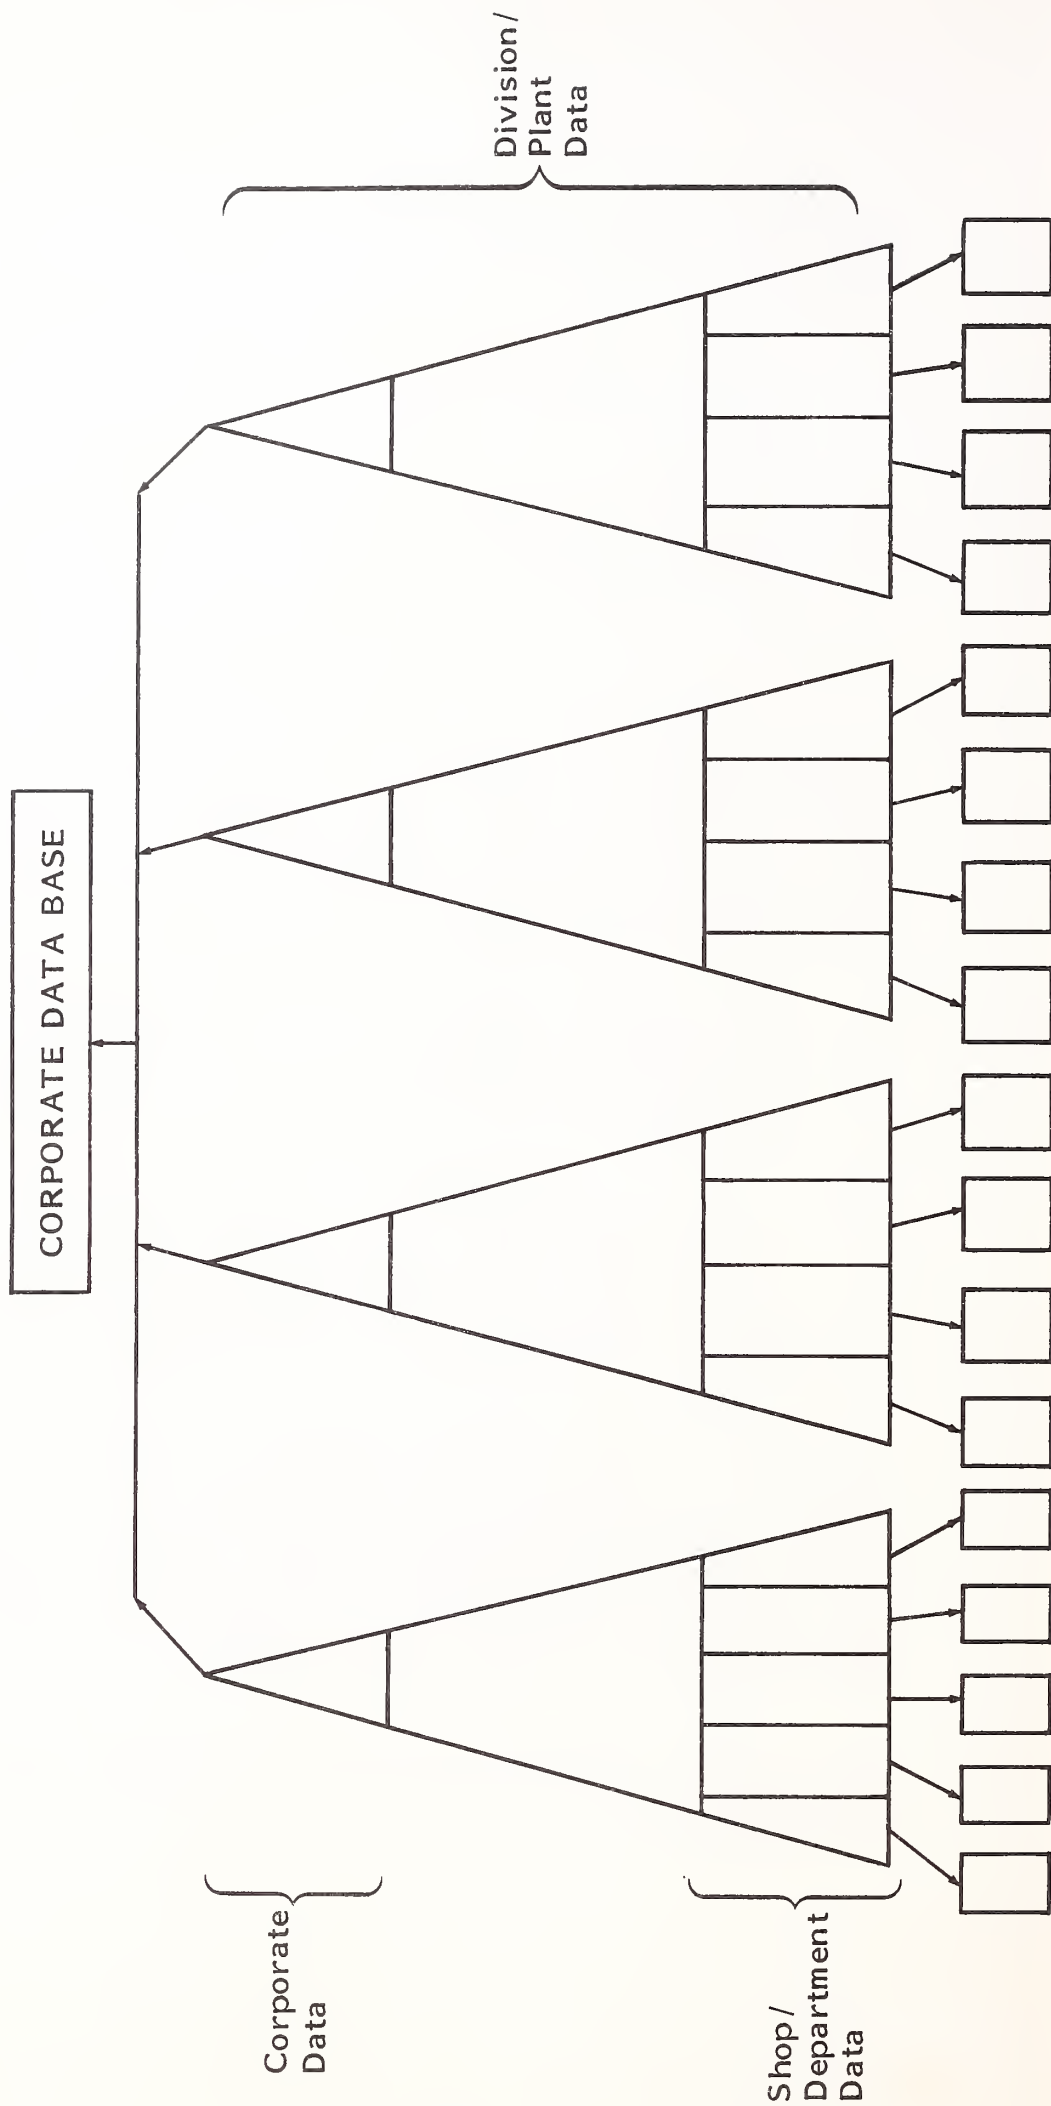 CORPORATE DATA BASE
Corporate
Data
Division/
Plant
Data
Shop/
Department
Data